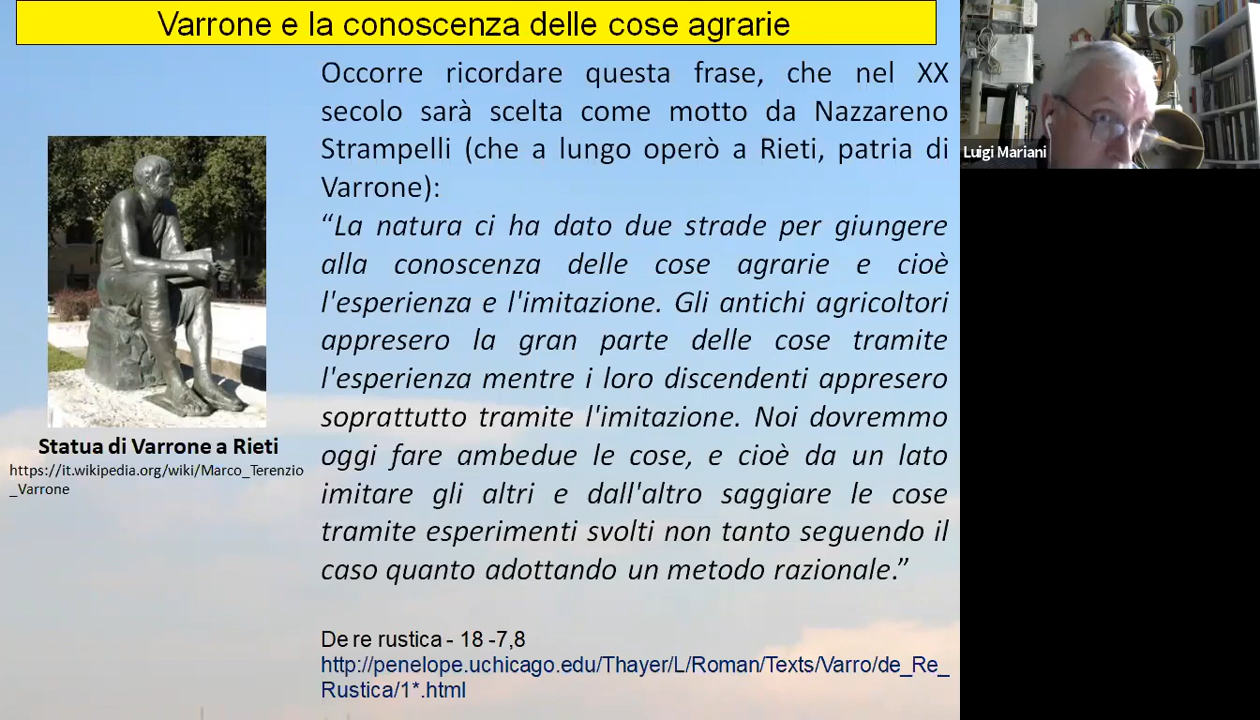 Varrone e la conoscenza delle cose agrarie
Occorre ricordare questa frase, che nel XX
secolo sarà scelta come motto da Nazzareno
Strampelli (che a lungo operò a Rieti, patria di
Varrone):
“La natura ci ha dato due strade per giungere
alla conoscenza delle cose agrarie e cioè
l'esperienza e l'imitazione. Gli antichi agricoltori
appresero la gran parte delle cose tramite
l'esperienza mentre i loro discendenti appresero
soprattutto tramite l'imitazione. Noi dovremmo
oggi fare ambedue le cose, e cioè da un lato
imitare gli altri e dall'altro saggiare le cose
tramite esperimenti svolti non tanto seguendo il
caso quanto adottando un metodo razionale.”
De re rustica - 18 -7,8
http://penelope.uchicago.edu/Thayer/L/Roman/Texts/Varro/de_Re_
Rustica/1*.html
Statua di Varrone a Rieti
https://it.wikipedia.org/wiki/Marco_Terenzio
_Varrone
Luigi Mariani